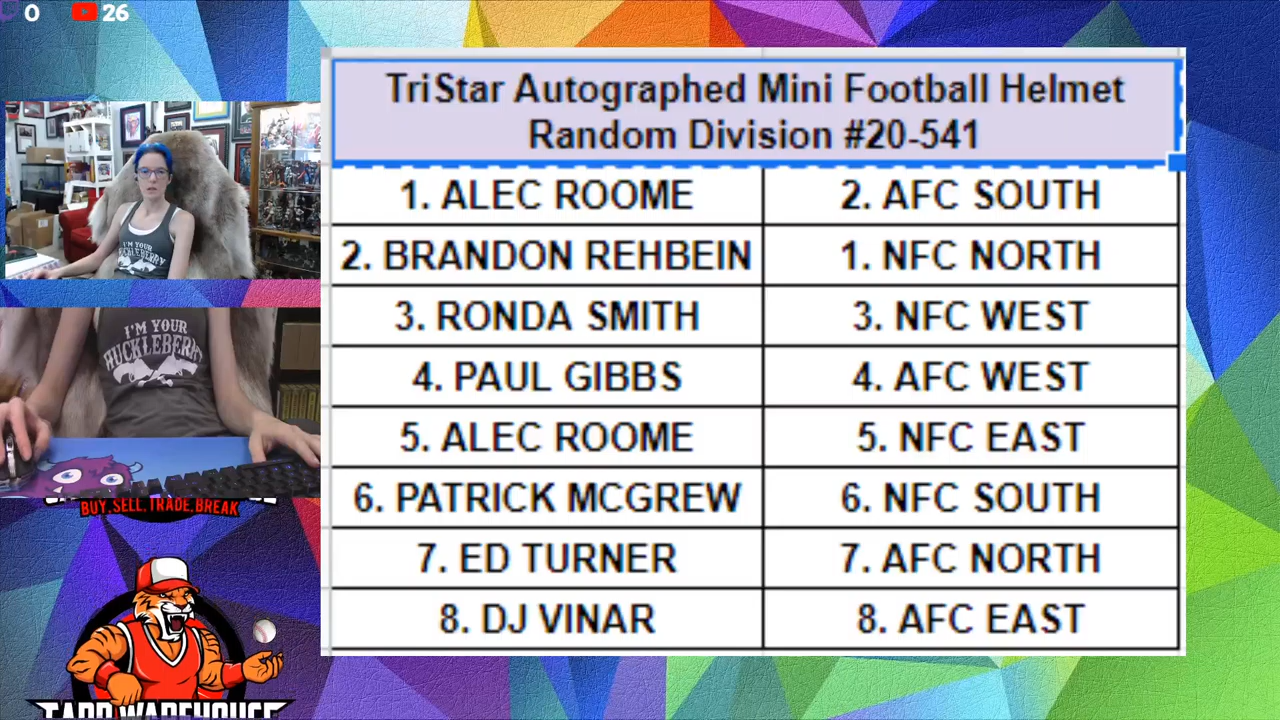 0 26
TriStar Autographed Mini Football Helmet
Random Division #20-541
1. ALEC ROOME 2. AFC SOUTH
2. BRANDON REHBEIN 1. NFC NORTH
3. RONDA SMITH 3. NFC WEST
4. PAUL GIBBS 4. AFC WEST
5. ALEC ROOME 5. NFC EAST
6. PATRICK MCGREW 6. NFC SOUTH
7. ED TURNER 7. AFC NORTH
8. DJ VINAR 8. AFC EAST
I'M YOUR
HUCKLEBERRY
I'M YOUR
HUCKLEBERRY
BUY. SELL. TRADE. BREAK
WAREHOUSE